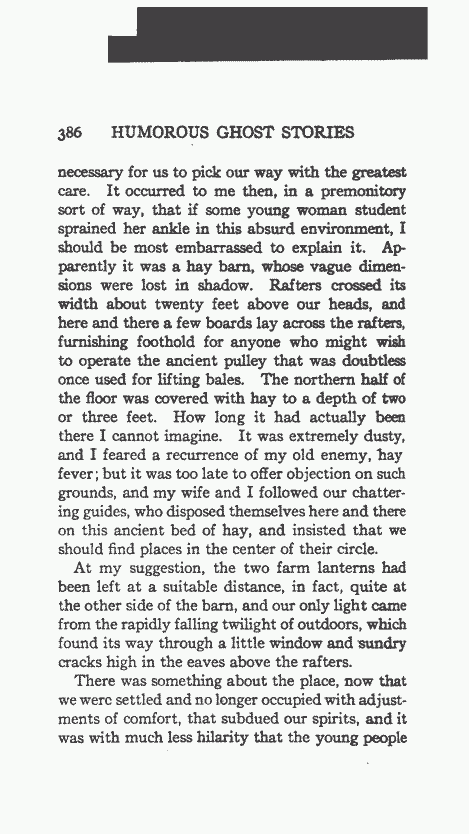 386 HUMOROUS GHOST STORIES
necessary for us to pick our way with the greatest
care. It occurred to me then, in a premonitory
sort of way, that if some young woman student
sprained her ankle in this absurd environment, I
should be most embarrassed to explain it. Ap-
parently it was a hay barn, whose vague dimen-
sions were lost in shadow. Rafters crossed its
width about twenty feet above our heads, and
here and there a few boards lay across the rafters,
furnishing foothold for anyone who might wish
to operate the ancient pulley that was doubtless
once used for lifting bales. The northern half of
the floor was covered with hay to a depth of two
or three feet. How long it had actually been
there I cannot imagine. It was extremely dusty,
and I feared a recurrence of my old enemy, hay
fever; but it was too late to offer objection on such
grounds, and my wife and I followed our chatter-
ing guides, who disposed themselves here and there
on this ancient bed of hay, and insisted that we
should find places in the center of their circle.
At my suggestion, the two farm lanterns had
been left at a suitable distance, in fact, quite at
the other side of the barn, and our only light came
from the rapidly falling twilight of outdoors, which
found its way through a little window and sundry
cracks high in the eaves above the rafters.
There was something about the place, now that
we were settled and no longer occupied with adjust-
ments of comfort, that subdued our spirits, and it
was with much less hilarity that the young people